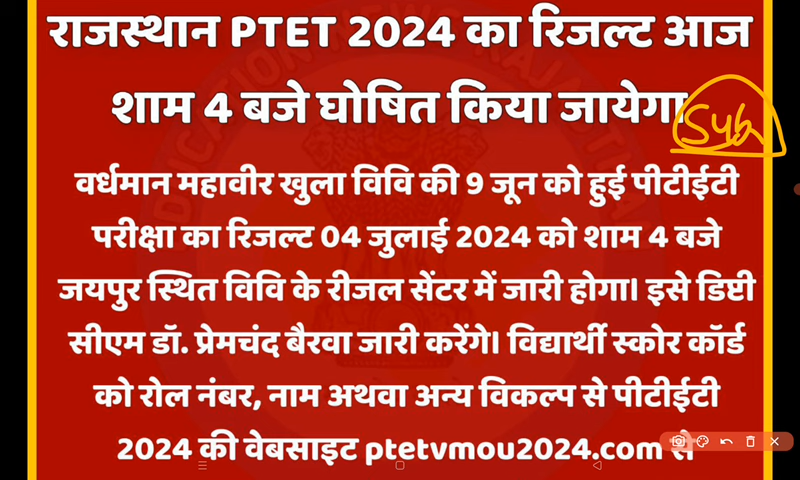 राजस्थान PTET 2024 का रिजल्ट आज
शाम 4 बजे घोषित किया जायेगा
Sub
वर्धमान महावीर खुला विवि की 9 जून को हुई पीटीईटी
परीक्षा का रिजल्ट 04 जुलाई 2024 को शाम 4 बजे
जयपुर स्थित विवि के रीजल सेंटर में जारी होगा। इसे डिप्टी
सीएम डॉ. प्रेमचंद बैरवा जारी करेंगे। विद्यार्थी स्कोर कॉर्ड
को रोल नंबर, नाम अथवा अन्य विकल्प से पीटीईटी
2024 की वेबसाइट ptetvmou2024.com से